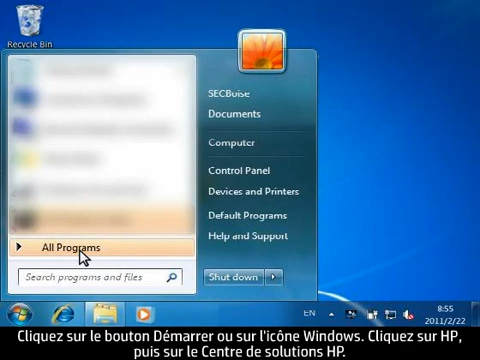 Recycle Bin
SECBoise
Documents
Computer
Control Panel
Devices and Printers
Default Programs
Help and Support
All Programs
Search programs and files
Shut down
EN
8:55
2011/2/22
Cliquez sur le bouton Démarrer ou sur l'icône Windows. Cliquez sur HP,
puis sur le Centre de solutions HP.